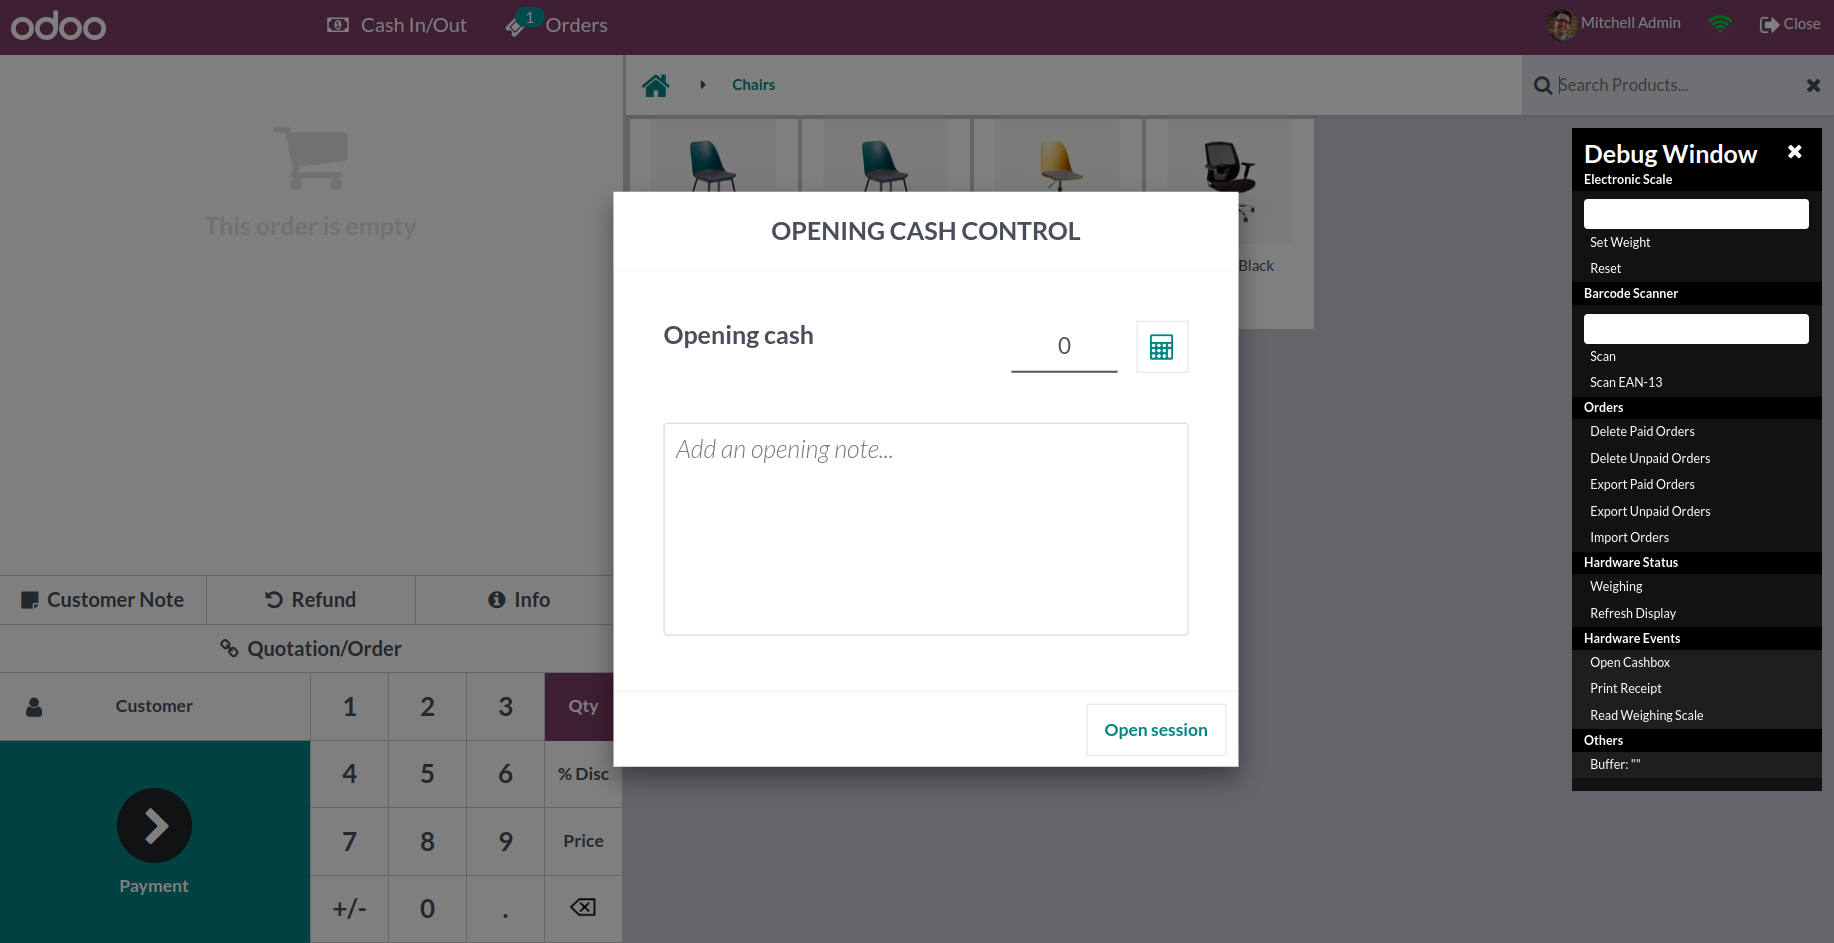 odoo
Cash In/Out
1
Orders
Mitchell Admin
Close
Chairs
Search Products...
This order is empty
Black
OPENING CASH CONTROL
Opening cash
0
Add an opening note...
Open session
Customer Note
Refund
Info
Quotation/Order
Customer
1 2 3 Qty
4 5 6 % Disc
7 8 9 Price
+/- 0 .
Payment
Debug Window
Electronic Scale
Set Weight
Reset
Barcode Scanner
Scan
Scan EAN-13
Orders
Delete Paid Orders
Delete Unpaid Orders
Export Paid Orders
Export Unpaid Orders
Import Orders
Hardware Status
Weighing
Refresh Display
Hardware Events
Open Cashbox
Print Receipt
Read Weighing Scale
Others
Buffer: ""